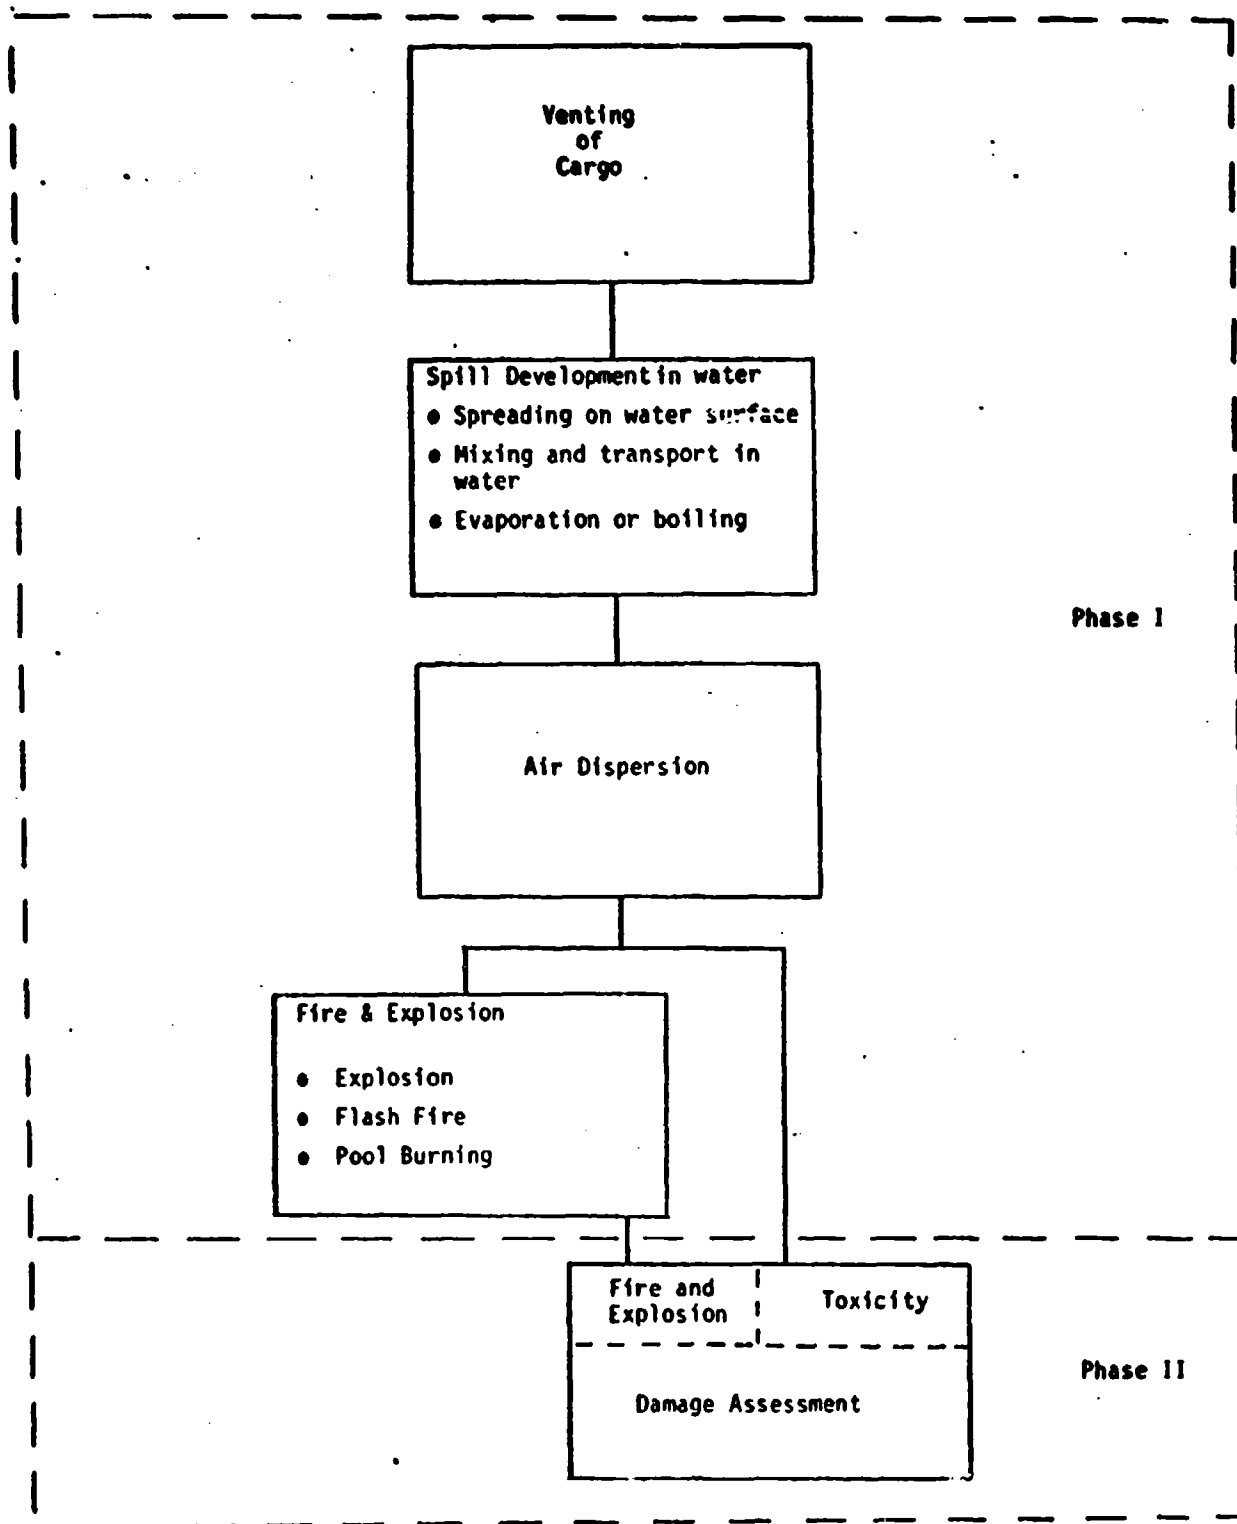 Venting
of
Cargo
Spill Development in water
● Spreading on water surface
● Mixing and transport in
water
● Evaporation or boiling
Phase I
Air Dispersion
Fire & Explosion
● Explosion
● Flash Fire
● Pool Burning
Fire and
Explosion
Toxicity
Phase II
Damage Assessment